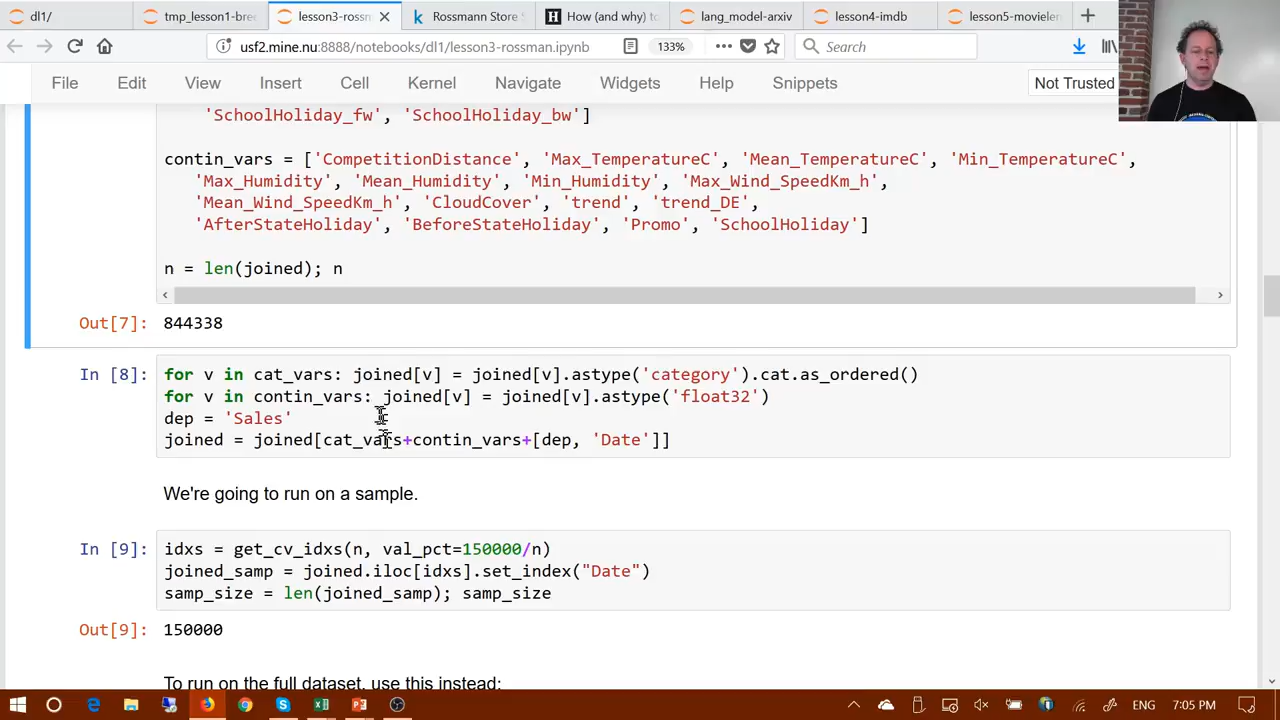 dl1/
tmp_lesson1-bree
lesson3-rossm
Rossmann Store
How (and why) to
lang_model-arxiv
lesson4-imdb
lesson5-movielen
usf2.mine.nu:8888/notebooks/dl1/lesson3-rossman.ipynb
133%
Search
File Edit View Insert Cell Kernel Navigate Widgets Help Snippets
Not Trusted
'SchoolHoliday_fw', 'SchoolHoliday_bw']
contin_vars = ['CompetitionDistance', 'Max_TemperatureC', 'Mean_TemperatureC', 'Min_TemperatureC',
'Max_Humidity', 'Mean_Humidity', 'Min_Humidity', 'Max_Wind_SpeedKm_h',
'Mean_Wind_SpeedKm_h', 'CloudCover', 'trend', 'trend_DE',
'AfterStateHoliday', 'BeforeStateHoliday', 'Promo', 'SchoolHoliday']
n = len(joined); n
Out[7]: 844338
In [8]: for v in cat_vars: joined[v] = joined[v].astype('category').cat.as_ordered()
for v in contin_vars: joined[v] = joined[v].astype('float32')
dep = 'Sales'
joined = joined[cat_vars+contin_vars+[dep, 'Date']]
We're going to run on a sample.
In [9]: idxs = get_cv_idxs(n, val_pct=150000/n)
joined_samp = joined.iloc[idxs].set_index("Date")
samp_size = len(joined_samp); samp_size
Out[9]: 150000
To run on the full dataset, use this instead:
ENG 7:05 PM